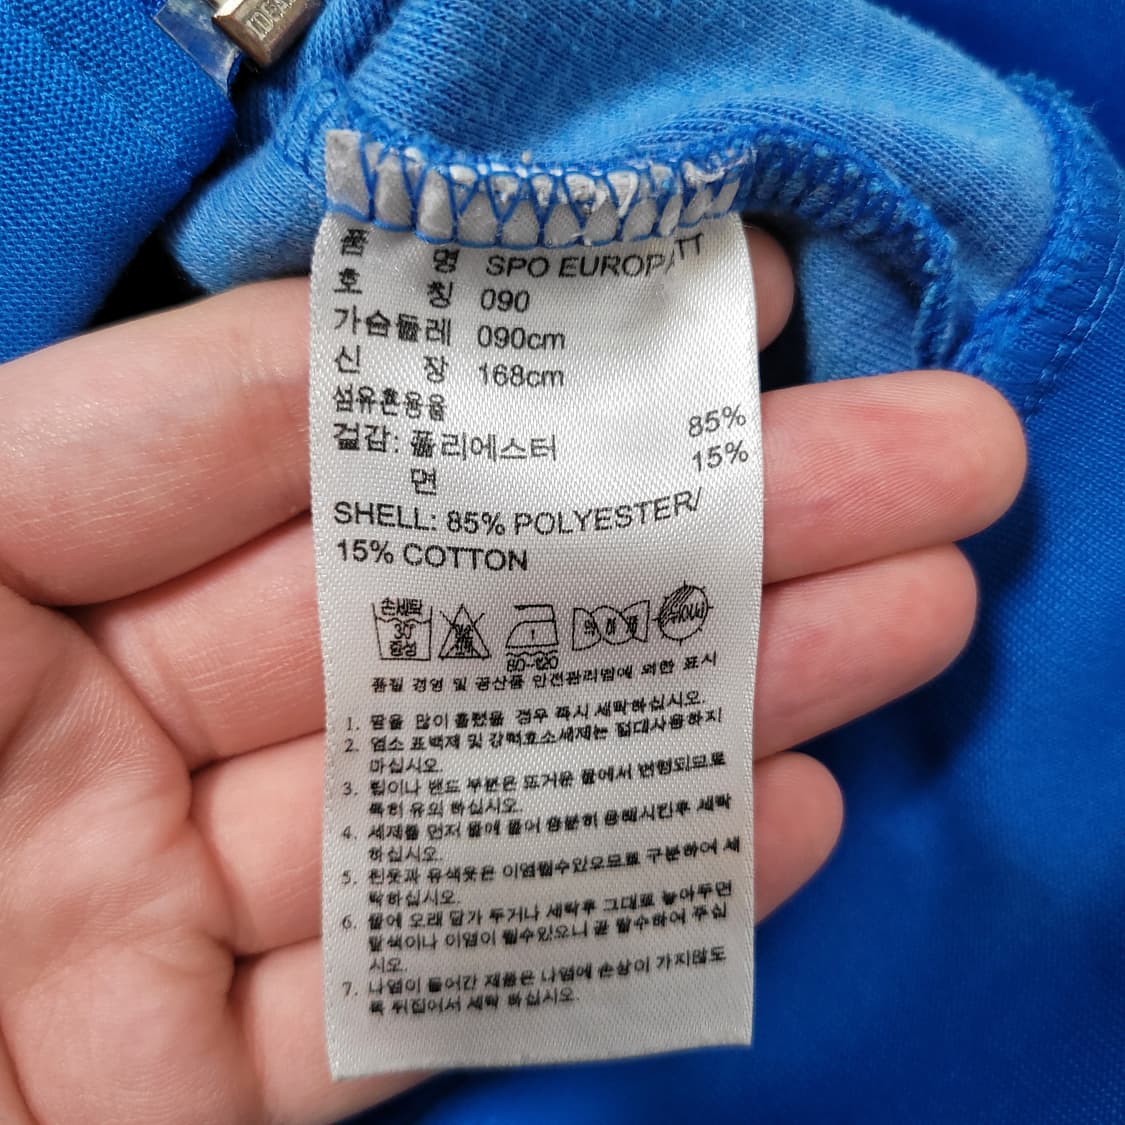 품 명 SPO EUROPA TT
호 칭 090
가슴둘레 090cm
신 장 168cm
섬유혼용율
겉감: 폴리에스터 85%
면 15%
SHELL: 85% POLYESTER/
15% COTTON
손세탁
30°
중성
80~120
품질 경영 및 공산품 안전관리법에 의한 표시
1. 땀을 많이 흘렸을 경우 즉시 세탁하십시오.
2. 염소 표백제 및 강력효소세제는 절대사용하지
마십시오.
3. 립이나 밴드 부분은 뜨거운 물에서 변형되므로
특히 유의 하십시오.
4. 세제를 먼저 물에 풀어 충분히 용해시킨후 세탁
하십시오.
5. 흰옷과 유색옷은 이염될수있으므로 구분하여 세
탁하십시오.
6. 물에 오래 담가 두거나 세탁후 그대로 놓아두면
탈색이나 이염이 될수있으니 곧 탈수하여 주십
시오.
7. 나염이 들어간 제품은 나염에 손상이 가지않도
록 뒤집어서 세탁 하십시오.